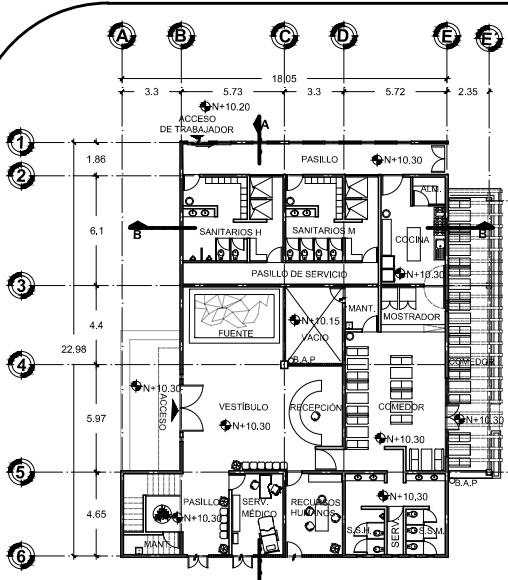 A B C D E E'
18.05
3.3 5.73 3.3 5.72 2.35
N+10.20
ACCESO
DE TRABAJADOR
A
1
1.86
PASILLO
N+10.30
2
ALM.
6.1
B
SANITARIOS H
SANITARIOS M
COCINA
B
PASILLO DE SERVICIO
N+10.30
3
4.4
FUENTE
N+10.15
VACIO
MANT.
MOSTRADOR
22.98
B.A.P
COMEDOR
4
N+10.30
ACCESO
5.97
VESTÍBULO
RECEPCIÓN
COMEDOR
N+10.30
N+10.30
N+10.30
5
B.A.P
4.65
PASILLO
SERV.
MÉDICO
RECURSOS
HUMANOS
N+10.30
N+10.30
S.S.H.
SERV.
S.S.M.
MANT.
6